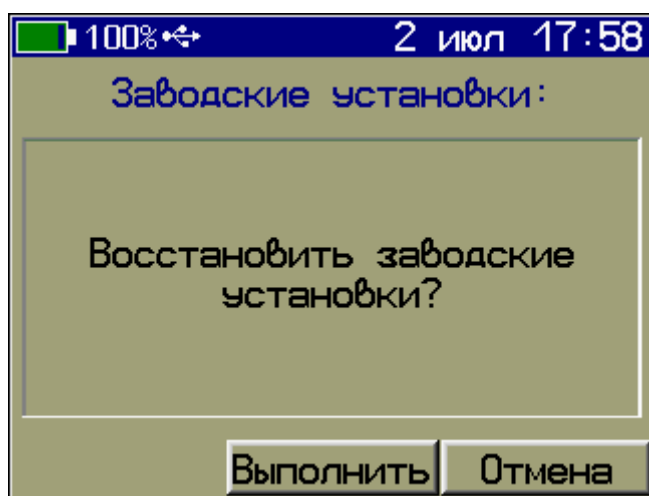 100% 2 июл 17:58
Заводские установки:
Восстановить заводские
установки?
Выполнить Отмена